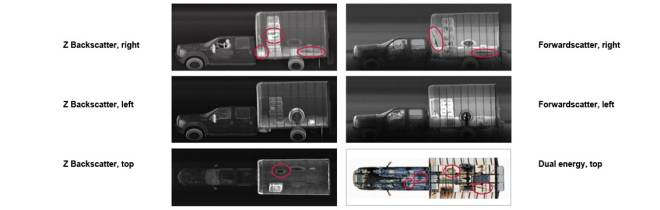 Z Backscatter, right
Forwardscatter, right
Z Backscatter, left
Forwardscatter, left
Z Backscatter, top
Dual energy, top